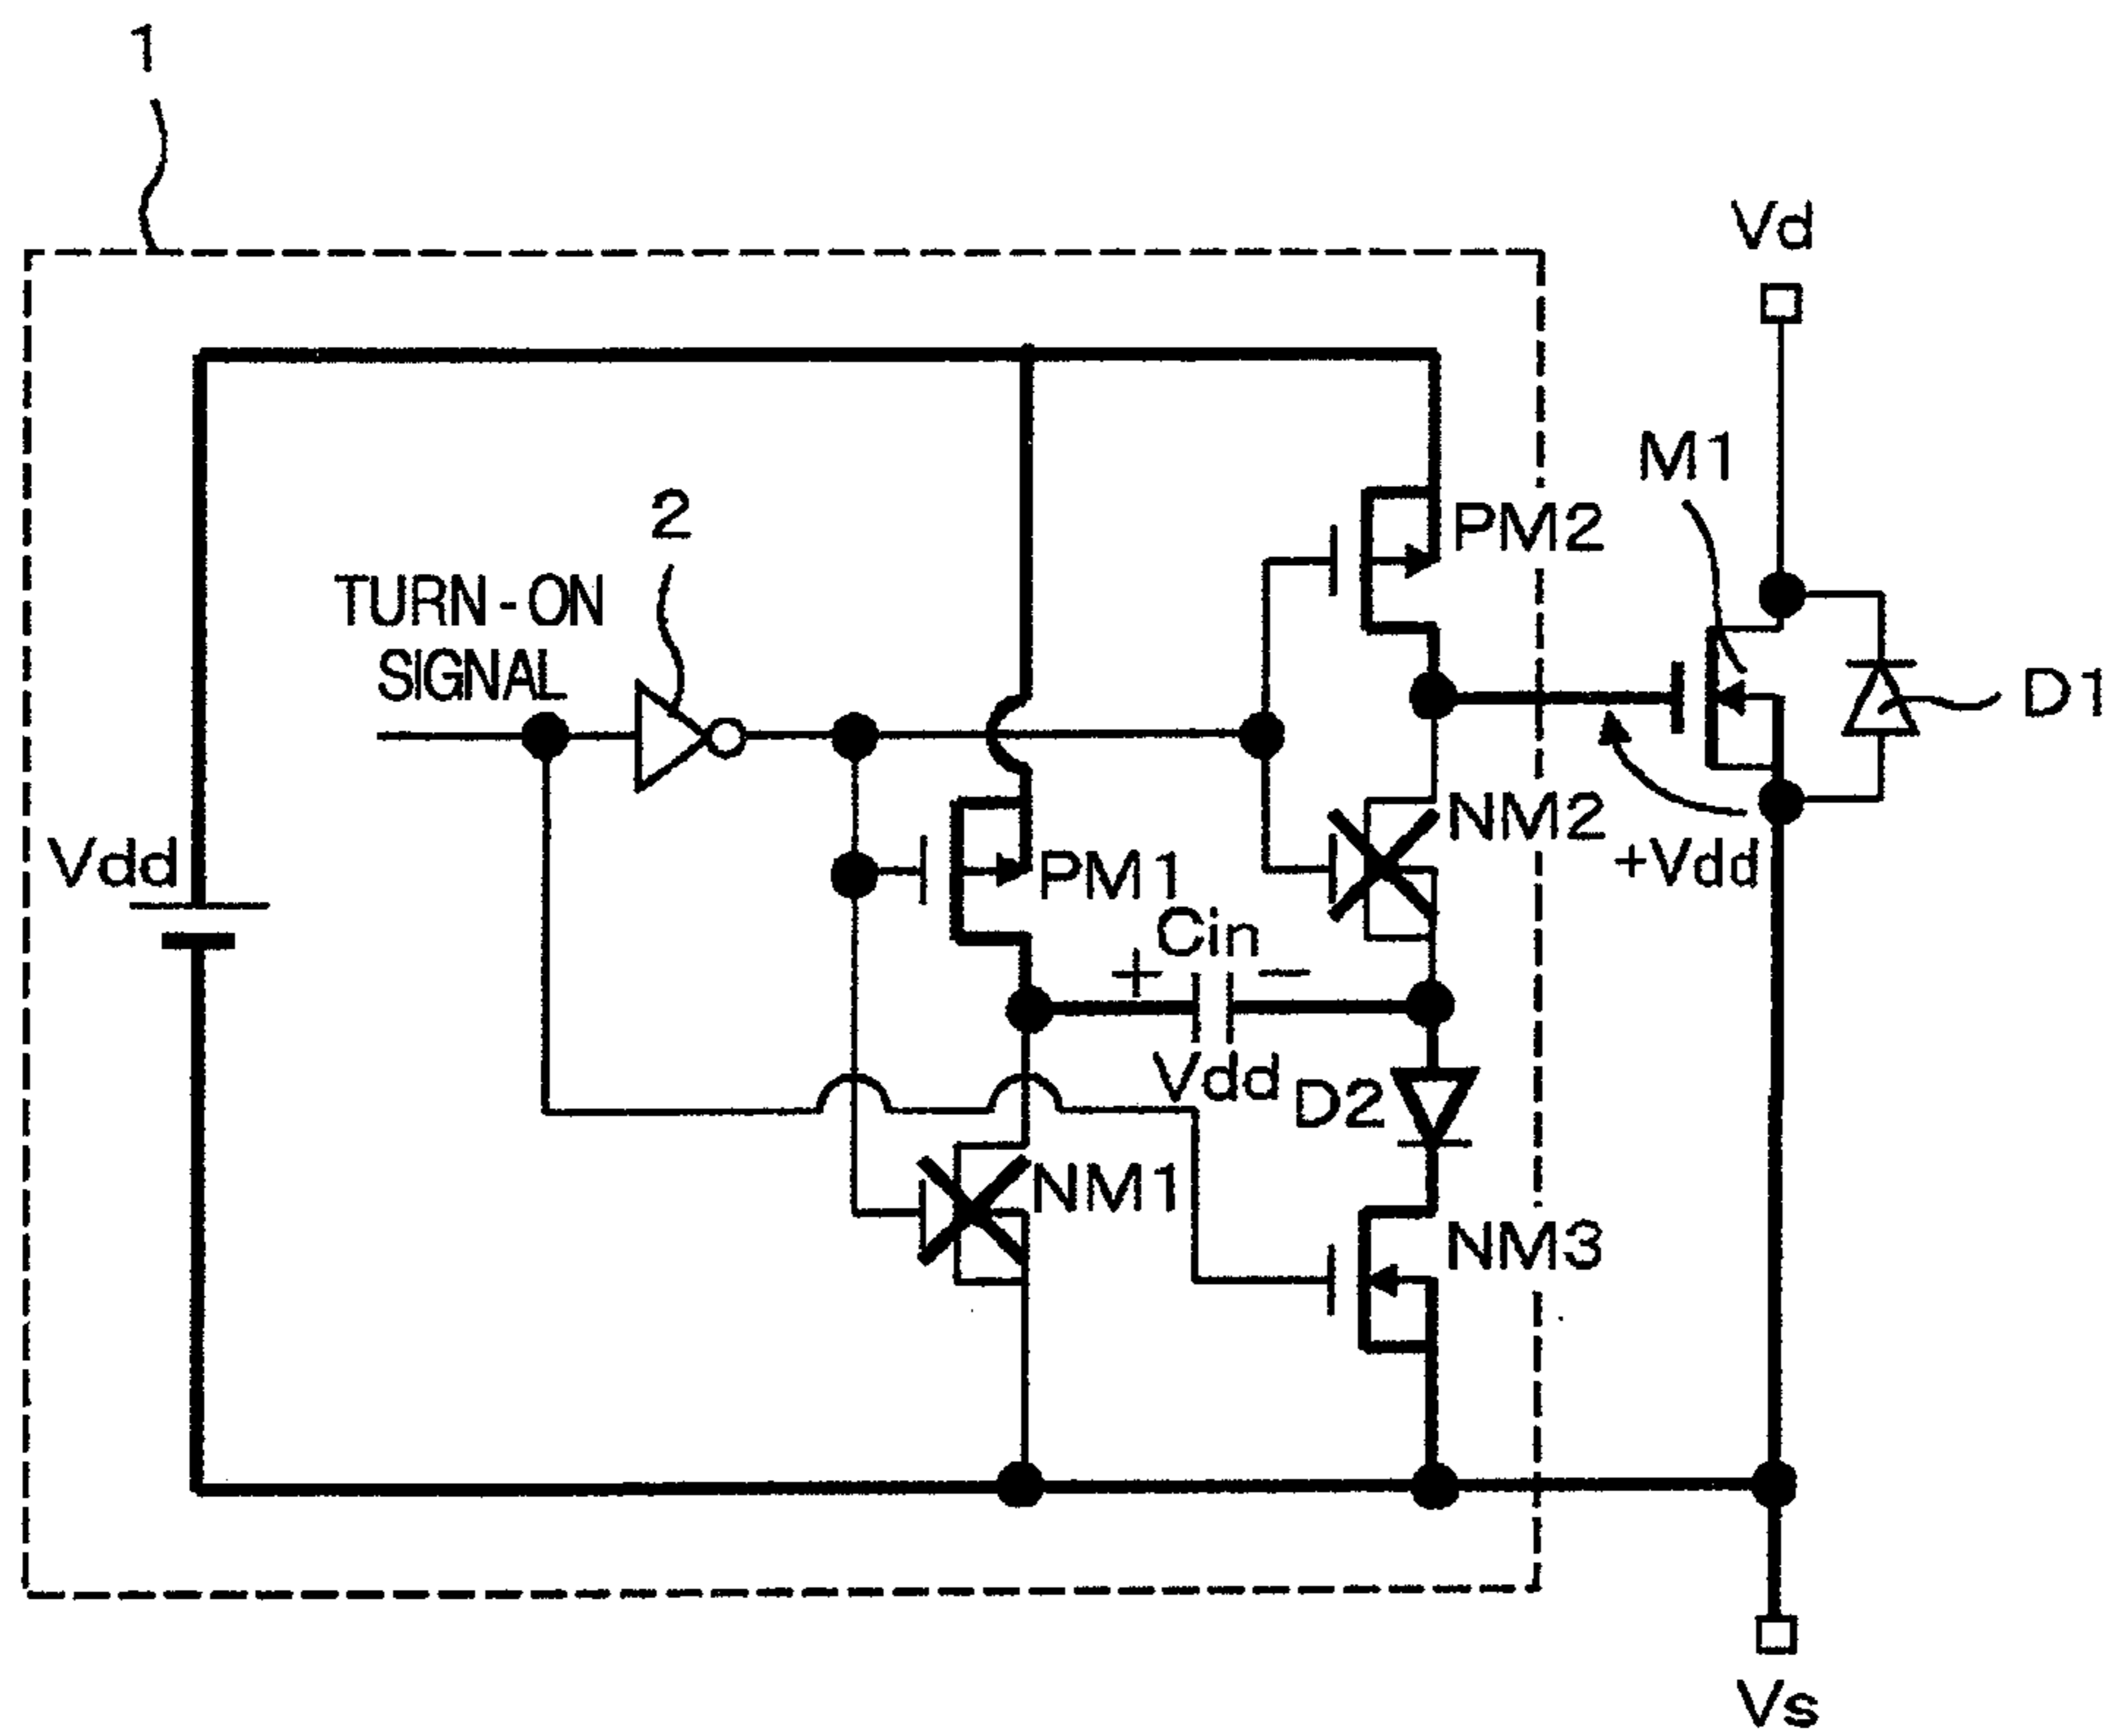 1
Vd
M1
2
PM2
TURN-ON
SIGNAL
D1
NM2
Vdd
PM1
+Vdd
+ Cin −
Vdd
D2
NM1
NM3
Vs